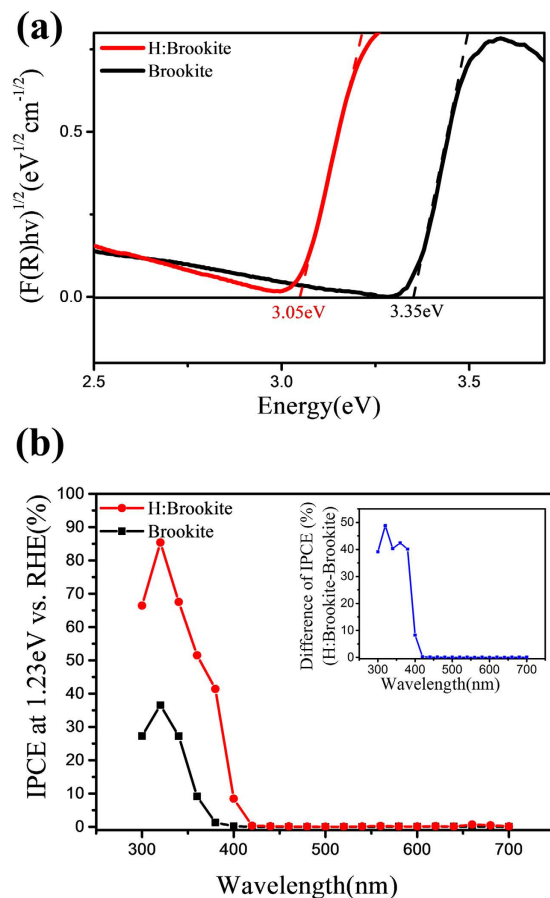 (a)
H:Brookite
Brookite
(F(R)hν)^1/2(eV^1/2cm^-1/2)
0.5
0.0
3.05eV
3.35eV
2.5
3.0
3.5
Energy(eV)
(b)
IPCE at 1.23eV vs. RHE(%)
100
90
80
70
60
50
40
30
20
10
0
H:Brookite
Brookite
Difference of IPCE (%)
(H:Brookite-Brookite)
50
40
30
20
10
0
300
400
500
600
700
Wavelength(nm)
300
400
500
600
700
Wavelength(nm)